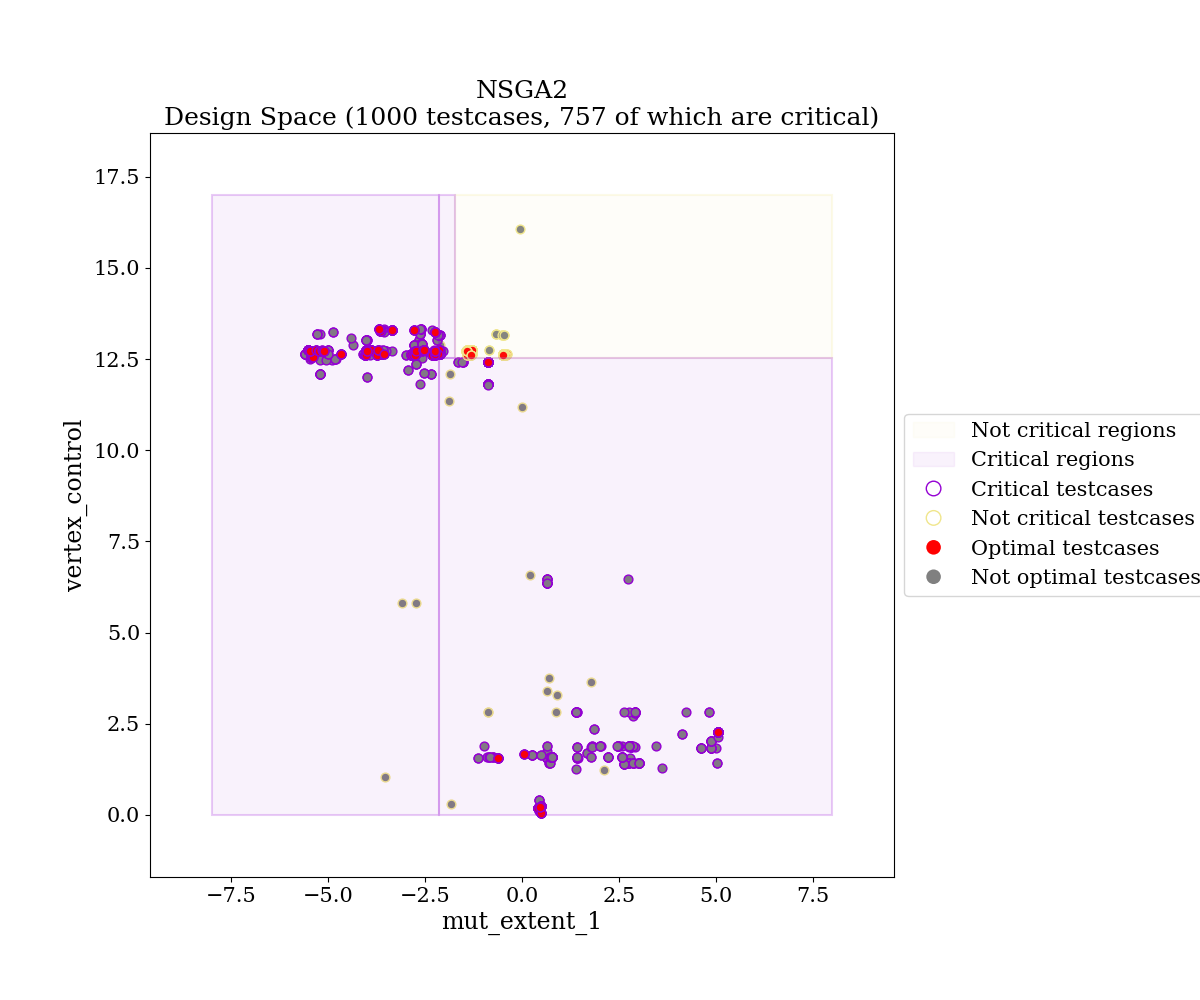 NSGA2
Design Space (1000 testcases, 757 of which are critical)
17.5
15.0
12.5
10.0
7.5
5.0
2.5
0.0
vertex_control
−7.5
−5.0
−2.5
0.0
2.5
5.0
7.5
mut_extent_1
Not critical regions
Critical regions
Critical testcases
Not critical testcases
Optimal testcases
Not optimal testcases